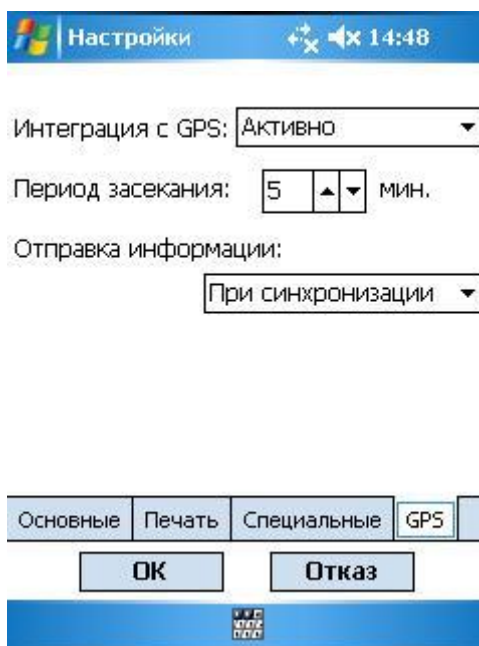 Настройки 14:48
Интеграция с GPS: Активно
Период засекания: 5 мин.
Отправка информации:
При синхронизации
Основные Печать Специальные GPS
ОК Отказ